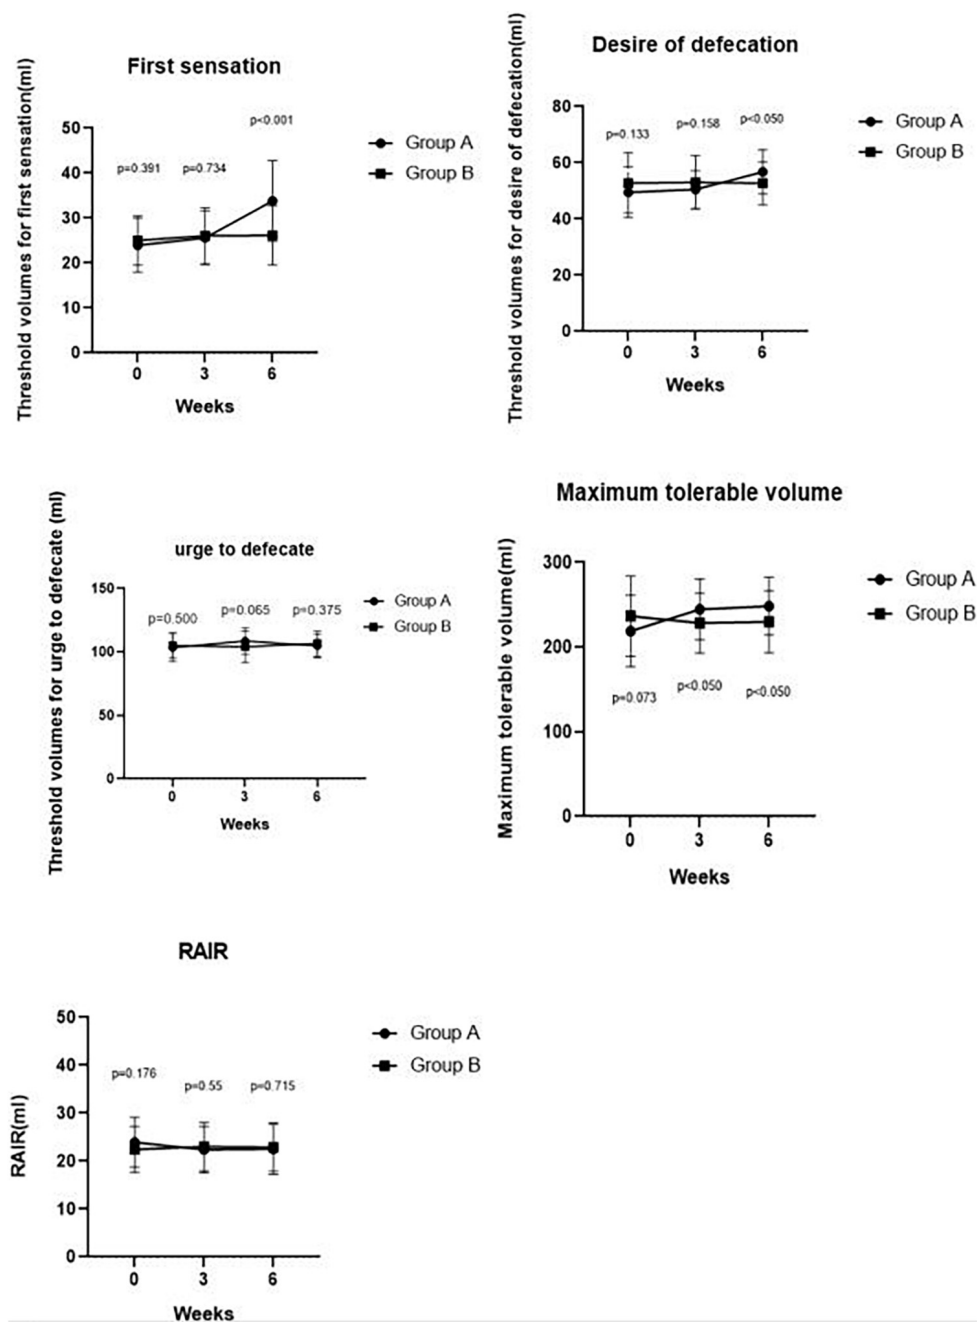 First sensation
Threshold volumes for first sensation(ml)
50
40
30
20
10
0
p=0.391
p=0.734
p<0.001
Group A
Group B
0 3 6
Weeks
Desire of defecation
Threshold volumes for desire of defecation(ml)
80
60
40
20
0
p=0.133
p=0.158
p<0.050
Group A
Group B
0 3 6
Weeks
urge to defecate
Threshold volumes for urge to defecate (ml)
150
100
50
0
p=0.500
p=0.065
p=0.375
Group A
Group B
0 3 6
Weeks
Maximum tolerable volume
Maximum tolerable volume(ml)
300
200
100
0
p=0.073
p<0.050
p<0.050
Group A
Group B
0 3 6
Weeks
RAIR
RAIR(ml)
50
40
30
20
10
0
p=0.176
p=0.55
p=0.715
Group A
Group B
0 3 6
Weeks